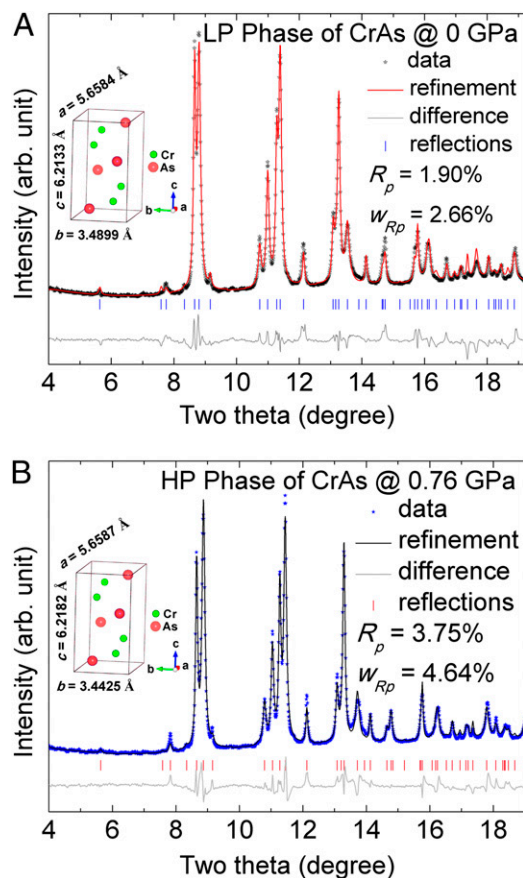 A
LP Phase of CrAs @ 0 GPa
data
refinement
difference
reflections
R_p = 1.90%
w_Rp = 2.66%
a = 5.6584 Å
c = 6.2133 Å
b = 3.4899 Å
Cr
As
c
b
a
Intensity (arb. unit)
4 6 8 10 12 14 16 18
Two theta (degree)
B
HP Phase of CrAs @ 0.76 GPa
data
refinement
difference
reflections
R_p = 3.75%
w_Rp = 4.64%
a = 5.6587 Å
c = 6.2182 Å
b = 3.4425 Å
Cr
As
c
b
a
Intensity (arb. unit)
4 6 8 10 12 14 16 18
Two theta (degree)